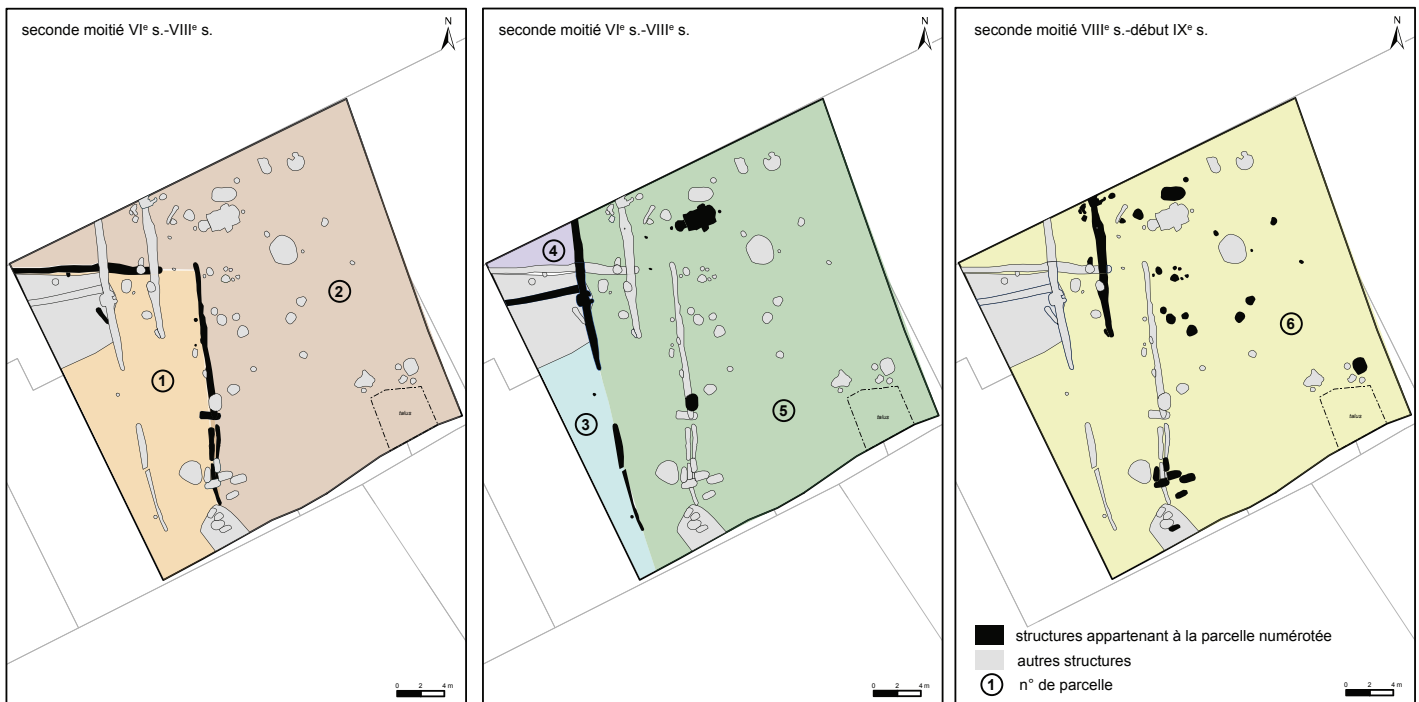 seconde moitié VIe s.-VIIIe s.
N
1
2
talus
0 2 4 m
seconde moitié VIe s.-VIIIe s.
N
4
3
5
talus
0 2 4 m
seconde moitié VIIIe s.-début IXe s.
N
6
talus
structures appartenant à la parcelle numérotée
autres structures
1 n° de parcelle
0 2 4 m